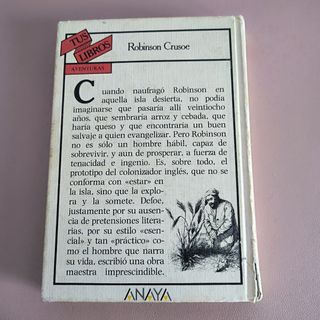 TUS
LIBROS
AVENTURAS
Robinson Crusoe
Cuando naufragó Robinson en
aquella isla desierta, no podía
imaginarse que pasaría allí veintiocho
años, que sembraría arroz y cebada, que
haría queso y que encontraría un buen
salvaje a quien evangelizar. Pero Robinson
no es sólo un hombre hábil, capaz de
sobrevivir, y aun de prosperar, a fuerza de
tenacidad e ingenio. Es, sobre todo, el
prototipo del colonizador inglés, que no se
conforma con «estar» en
la isla, sino que la explo-
ra y la somete. Defoe,
justamente por su ausen-
cia de pretensiones litera-
rias, por su estilo «esen-
cial» y tan «práctico» co-
mo el hombre que narra
su vida, escribió una obra
maestra imprescindible.
ANAYA